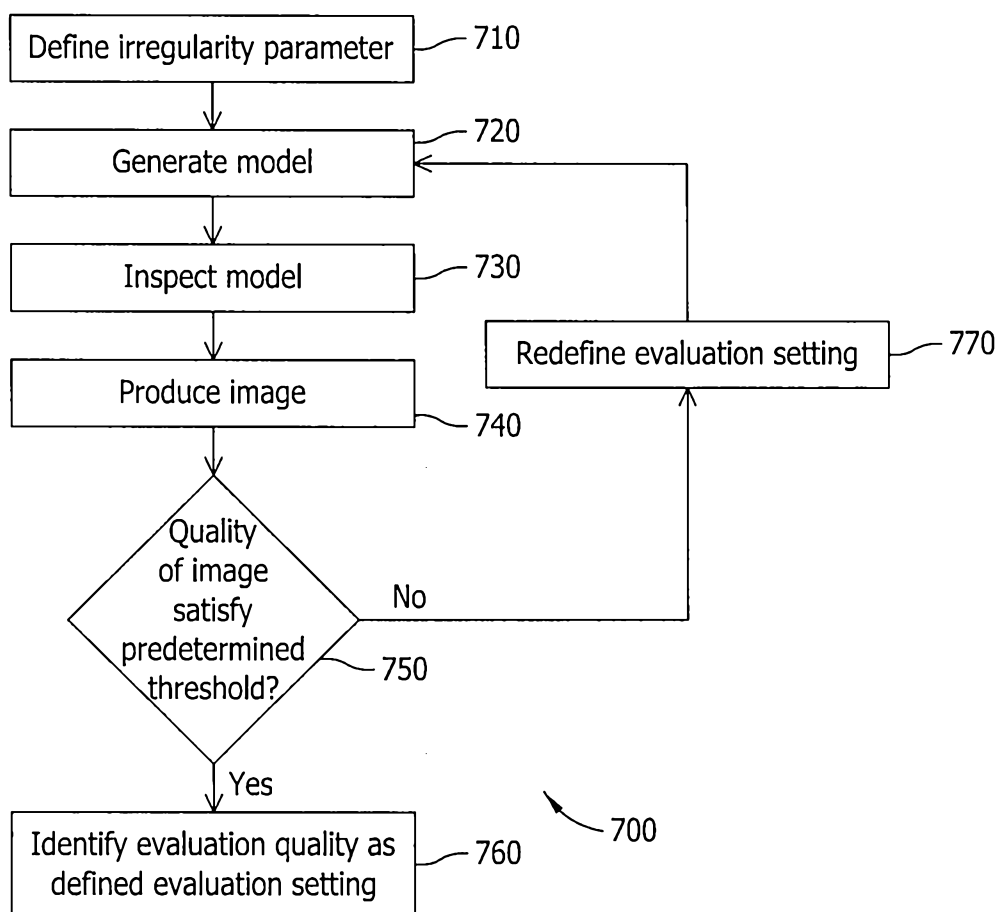 Define irregularity parameter
710
720
Generate model
Inspect model
730
Redefine evaluation setting
770
Produce image
740
Quality
of image
satisfy
predetermined
threshold?
No
750
Yes
700
Identify evaluation quality as
defined evaluation setting
760